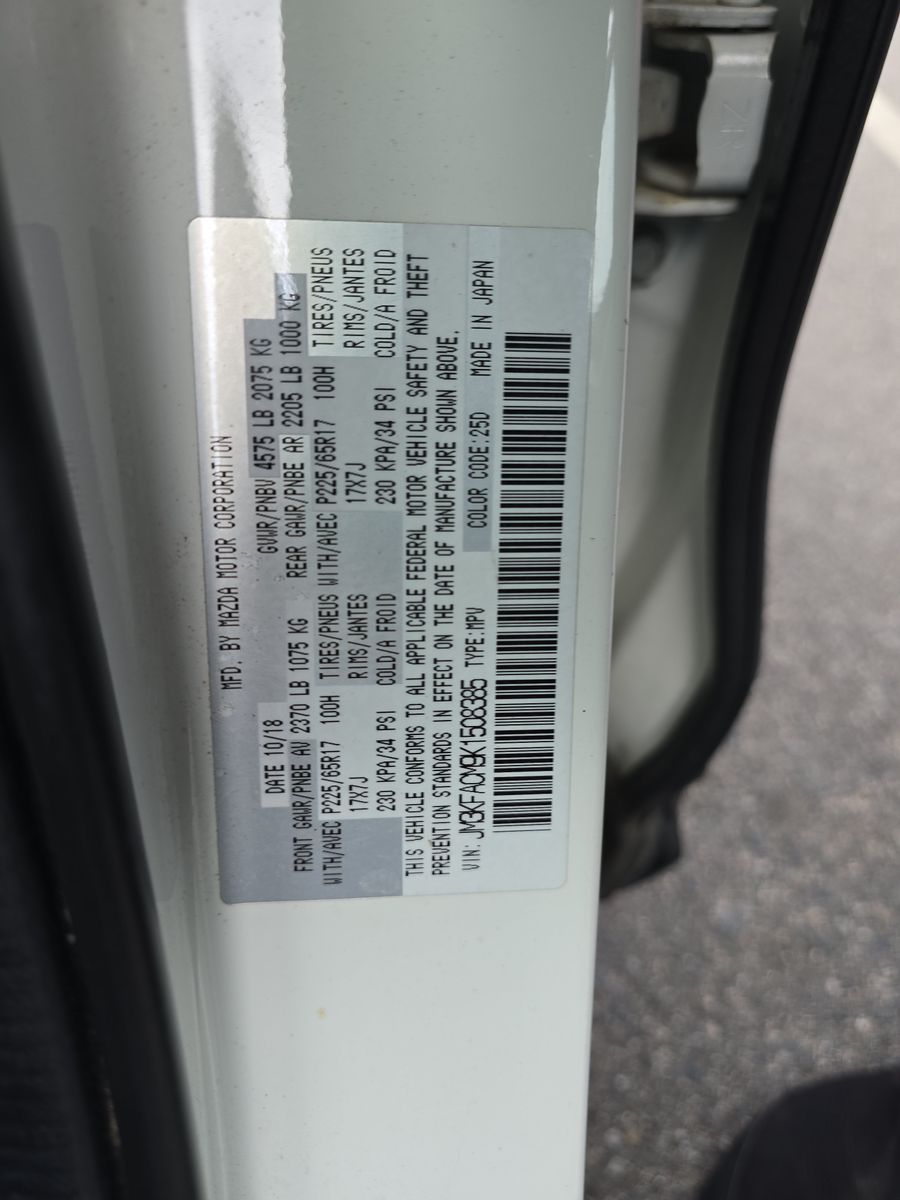 MFD. BY MAZDA MOTOR CORPORATION
DATE 10/18 GVWR/PNBV 4575 LB 2075 KG
FRONT GAWR/PNBE AV 2370 LB 1075 KG REAR GAWR/PNBE AR 2205 LB 1000 KG
WITH/AVEC P225/65R17 100H TIRES/PNEUS WITH/AVEC P225/65R17 100H TIRES/PNEUS
17X7J RIMS/JANTES 17X7J RIMS/JANTES
230 KPA/34 PSI COLD/A FROID 230 KPA/34 PSI COLD/A FROID
THIS VEHICLE CONFORMS TO ALL APPLICABLE FEDERAL MOTOR VEHICLE SAFETY AND THEFT
PREVENTION STANDARDS IN EFFECT ON THE DATE OF MANUFACTURE SHOWN ABOVE.
VIN: JM3KFACM9K1508385 TYPE:MPV COLOR CODE:25D MADE IN JAPAN